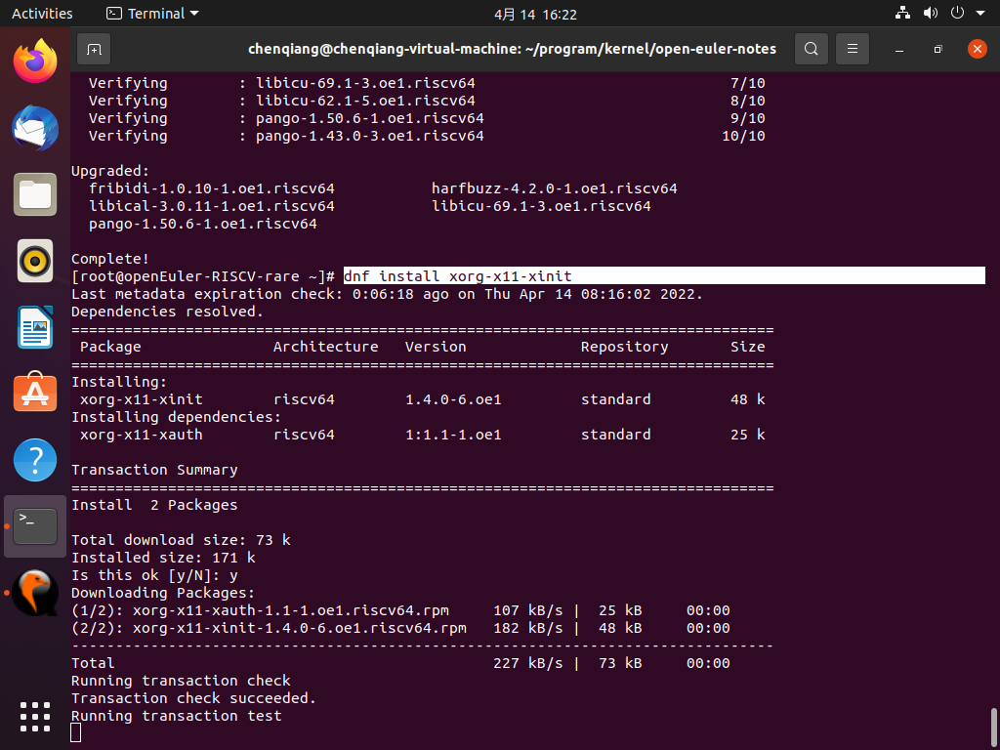 Activities Terminal 4月 14 16:22
chenqiang@chenqiang-virtual-machine: ~/program/kernel/open-euler-notes
Verifying : libicu-69.1-3.oe1.riscv64 7/10
Verifying : libicu-62.1-5.oe1.riscv64 8/10
Verifying : pango-1.50.6-1.oe1.riscv64 9/10
Verifying : pango-1.43.0-3.oe1.riscv64 10/10
Upgraded:
fribidi-1.0.10-1.oe1.riscv64 harfbuzz-4.2.0-1.oe1.riscv64
libical-3.0.11-1.oe1.riscv64 libicu-69.1-3.oe1.riscv64
pango-1.50.6-1.oe1.riscv64
Complete!
[root@openEuler-RISCV-rare ~]# dnf install xorg-x11-xinit
Last metadata expiration check: 0:06:18 ago on Thu Apr 14 08:16:02 2022.
Dependencies resolved.
================================================================================
Package Architecture Version Repository Size
================================================================================
Installing:
xorg-x11-xinit riscv64 1.4.0-6.oe1 standard 48 k
Installing dependencies:
xorg-x11-xauth riscv64 1:1.1-1.oe1 standard 25 k
Transaction Summary
================================================================================
Install 2 Packages
Total download size: 73 k
Installed size: 171 k
Is this ok [y/N]: y
Downloading Packages:
(1/2): xorg-x11-xauth-1.1-1.oe1.riscv64.rpm 107 kB/s | 25 kB 00:00
(2/2): xorg-x11-xinit-1.4.0-6.oe1.riscv64.rpm 182 kB/s | 48 kB 00:00
--------------------------------------------------------------------------------
Total 227 kB/s | 73 kB 00:00
Running transaction check
Transaction check succeeded.
Running transaction test